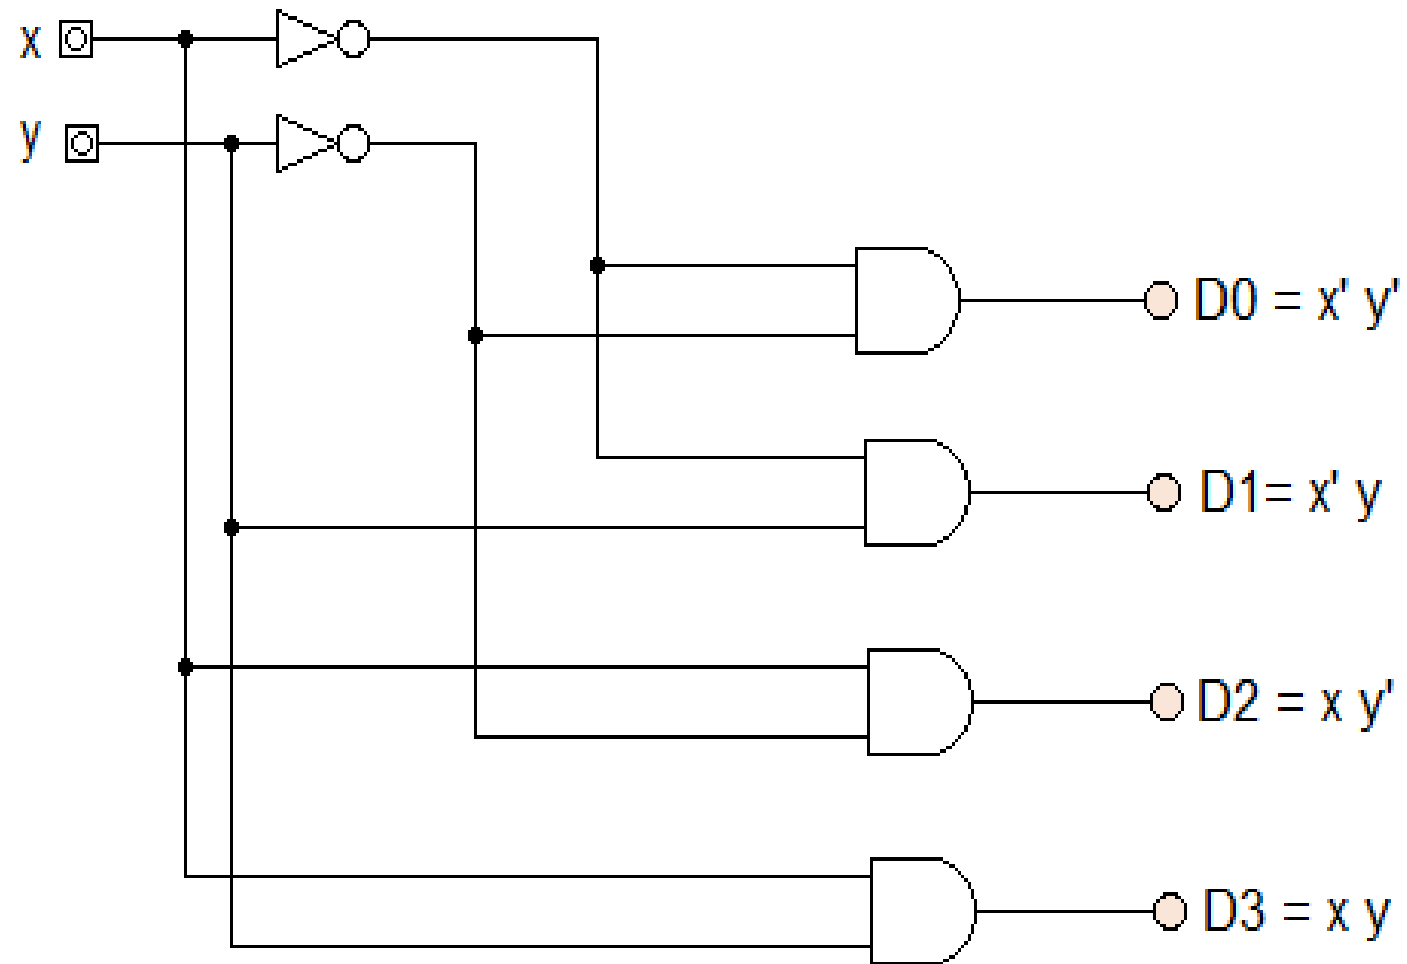 x
y
D0 = x' y'
D1= x' y
D2 = x y'
D3 = x y